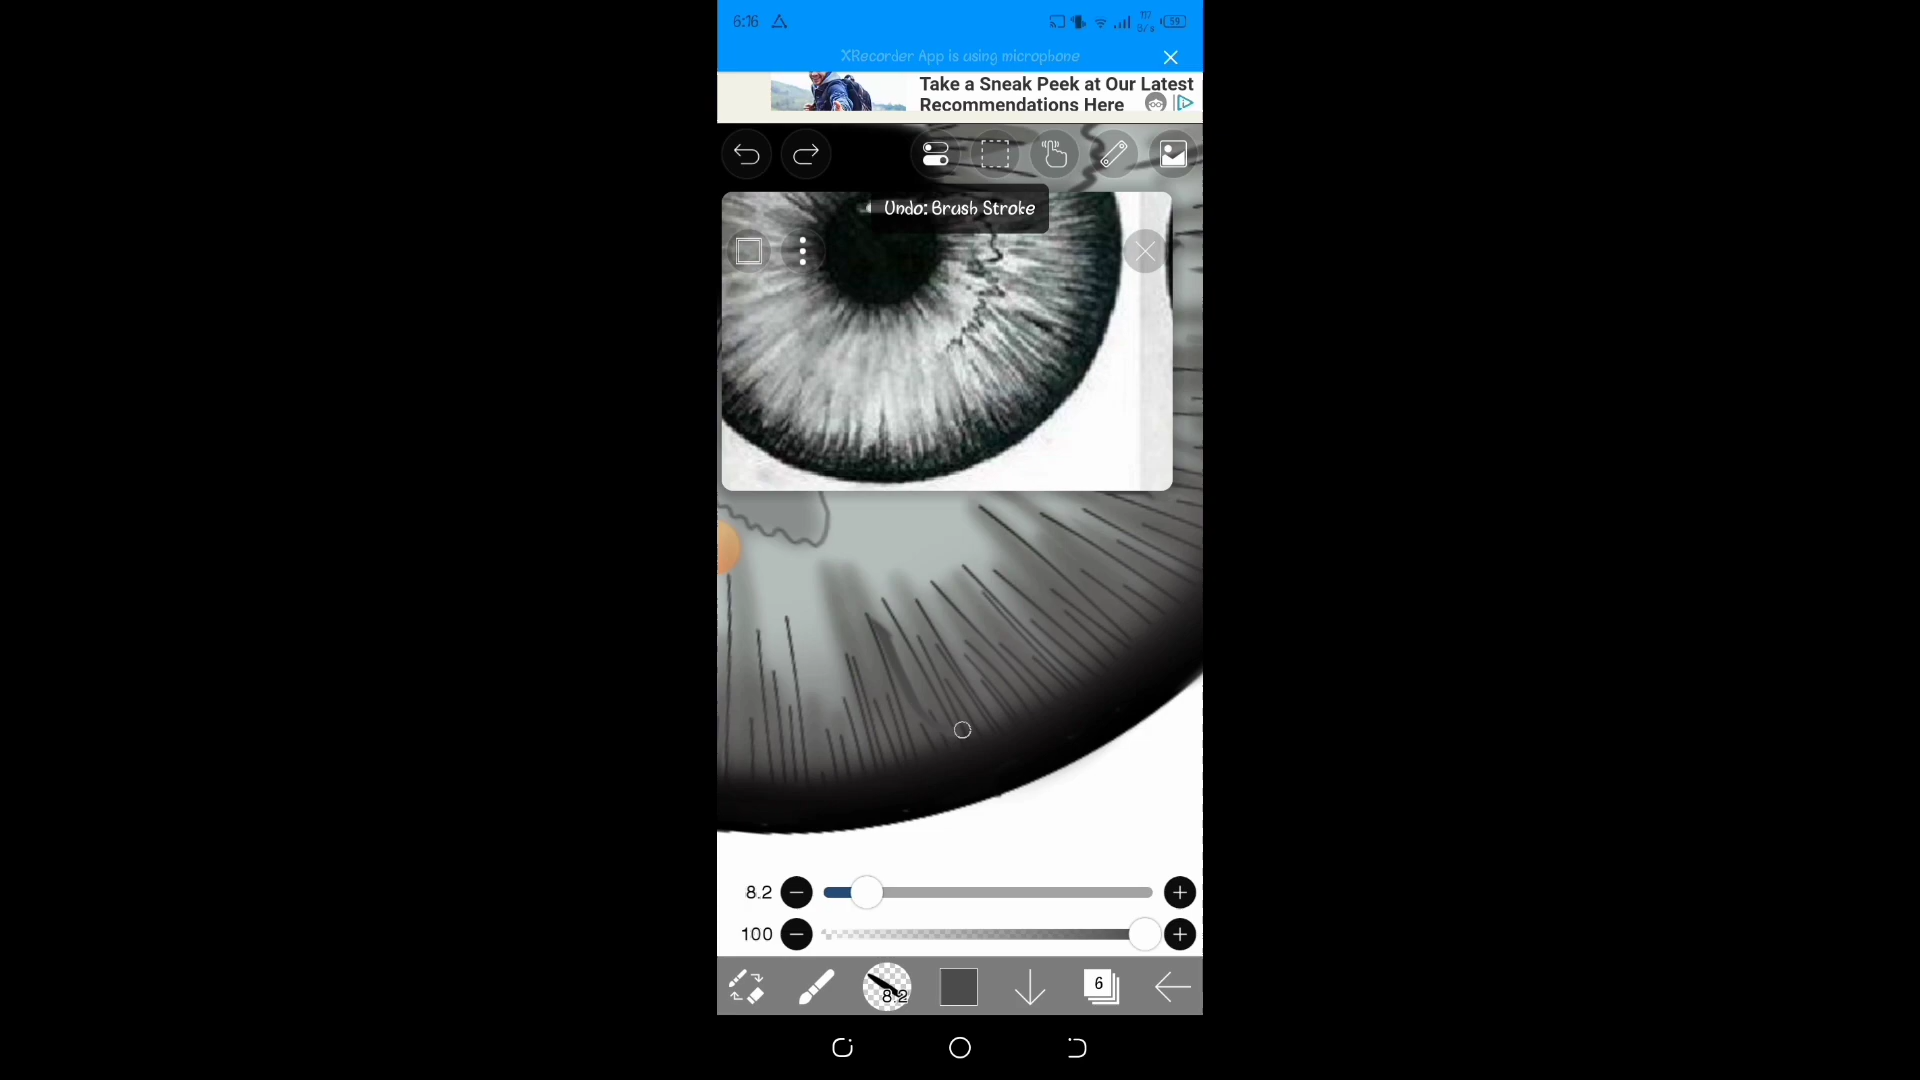 6:16
59
XRecorder App is using microphone
Take a Sneak Peek at Our Latest
Recommendations Here
Undo: Brush Stroke
8.2
100
8.2
6